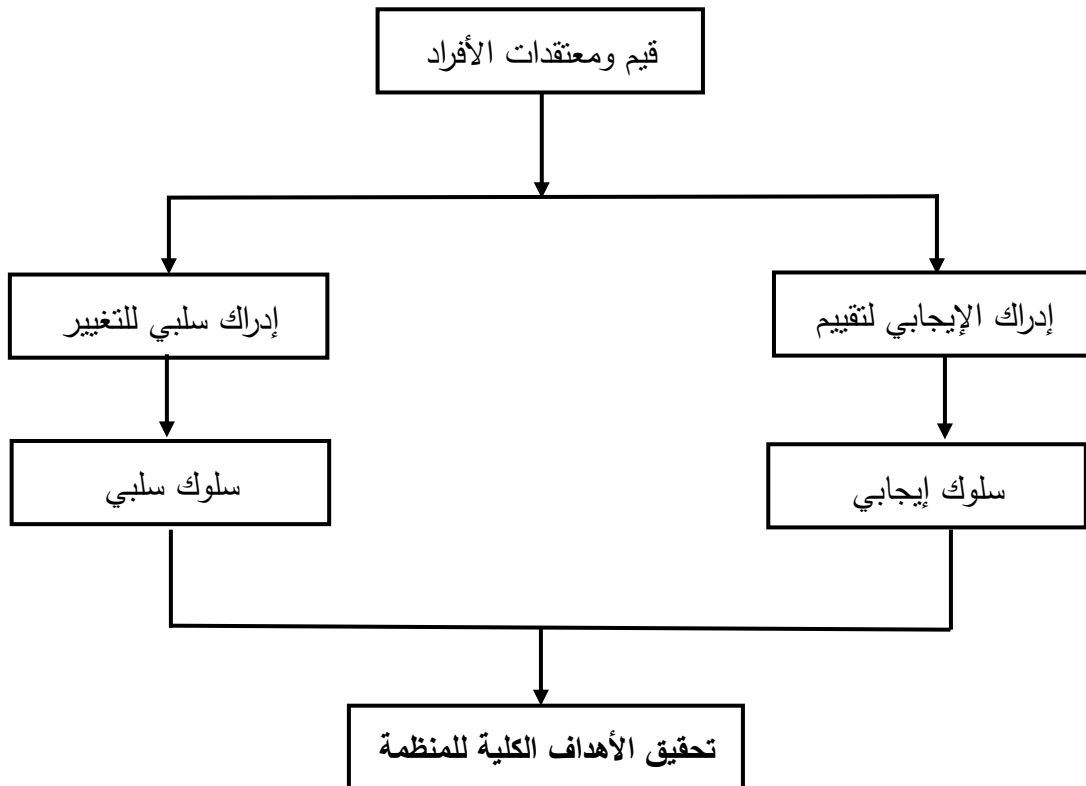 قيم ومعتقدات الأفراد
إدراك الإيجابي لتقييم
إدراك سلبي للتغيير
سلوك إيجابي
سلوك سلبي
تحقيق الأهداف الكلية للمنظمة